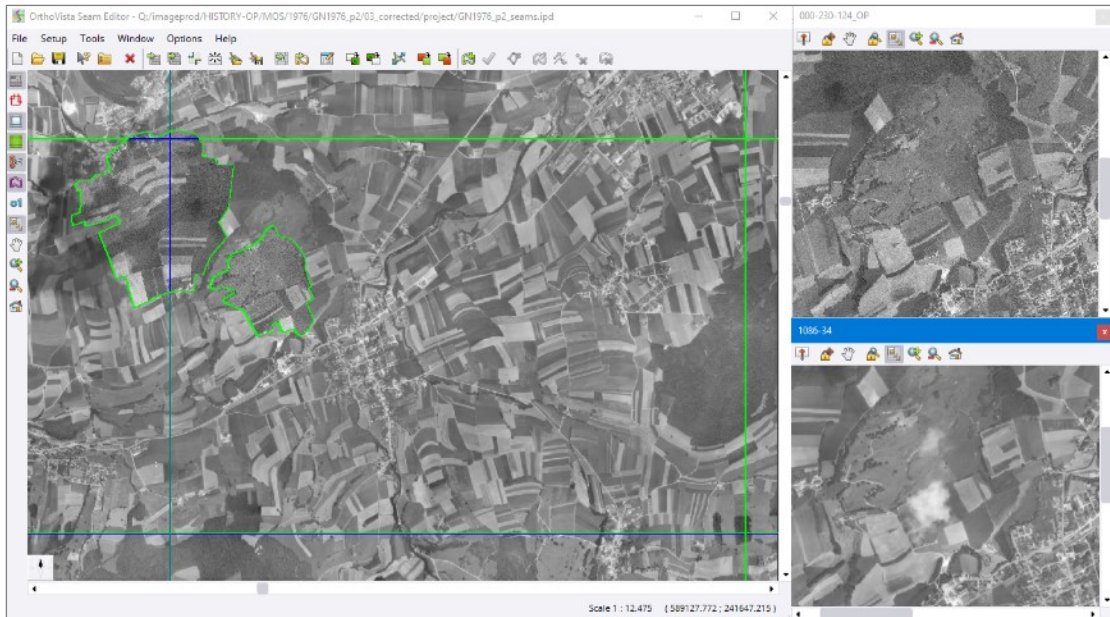 OrthoVista Seam Editor - Q:/imageprod/HISTORY-OP/MOS/1976/GN1976_p2/03_corrected/project/GN1976_p2_seams.ipd
File Setup Tools Window Options Help
000-230-124_OP
1086-34
Scale 1 : 12.475 ( 589127.772 ; 241647.215 )